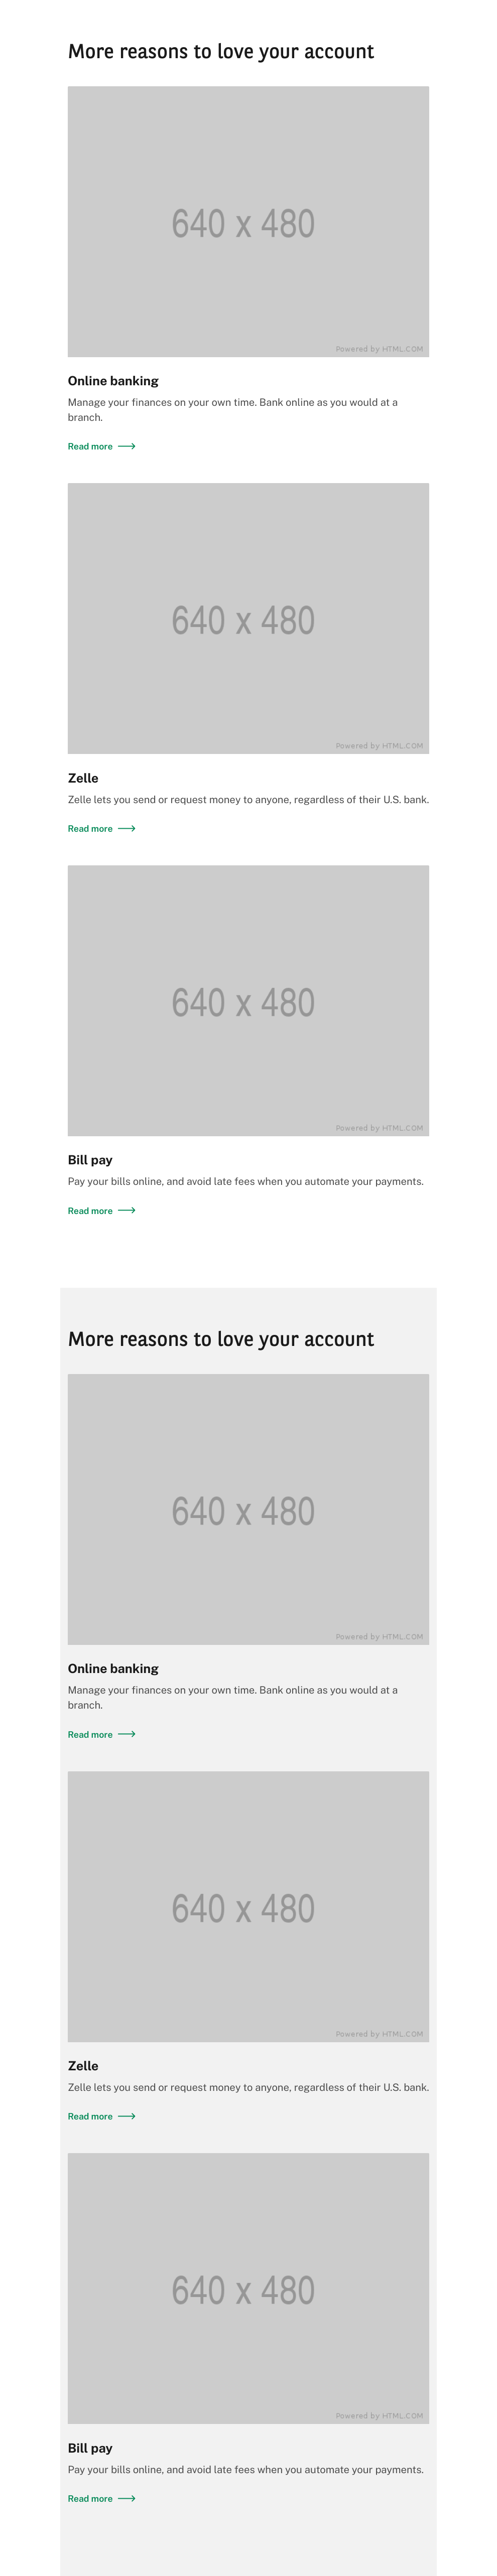 More reasons to love your account
640 x 480
Powered by HTML.COM
Online banking
Manage your finances on your own time. Bank online as you would at a
branch.
Read more
640 x 480
Powered by HTML.COM
Zelle
Zelle lets you send or request money to anyone, regardless of their U.S. bank.
Read more
640 x 480
Powered by HTML.COM
Bill pay
Pay your bills online, and avoid late fees when you automate your payments.
Read more
More reasons to love your account
640 x 480
Powered by HTML.COM
Online banking
Manage your finances on your own time. Bank online as you would at a
branch.
Read more
640 x 480
Powered by HTML.COM
Zelle
Zelle lets you send or request money to anyone, regardless of their U.S. bank.
Read more
640 x 480
Powered by HTML.COM
Bill pay
Pay your bills online, and avoid late fees when you automate your payments.
Read more